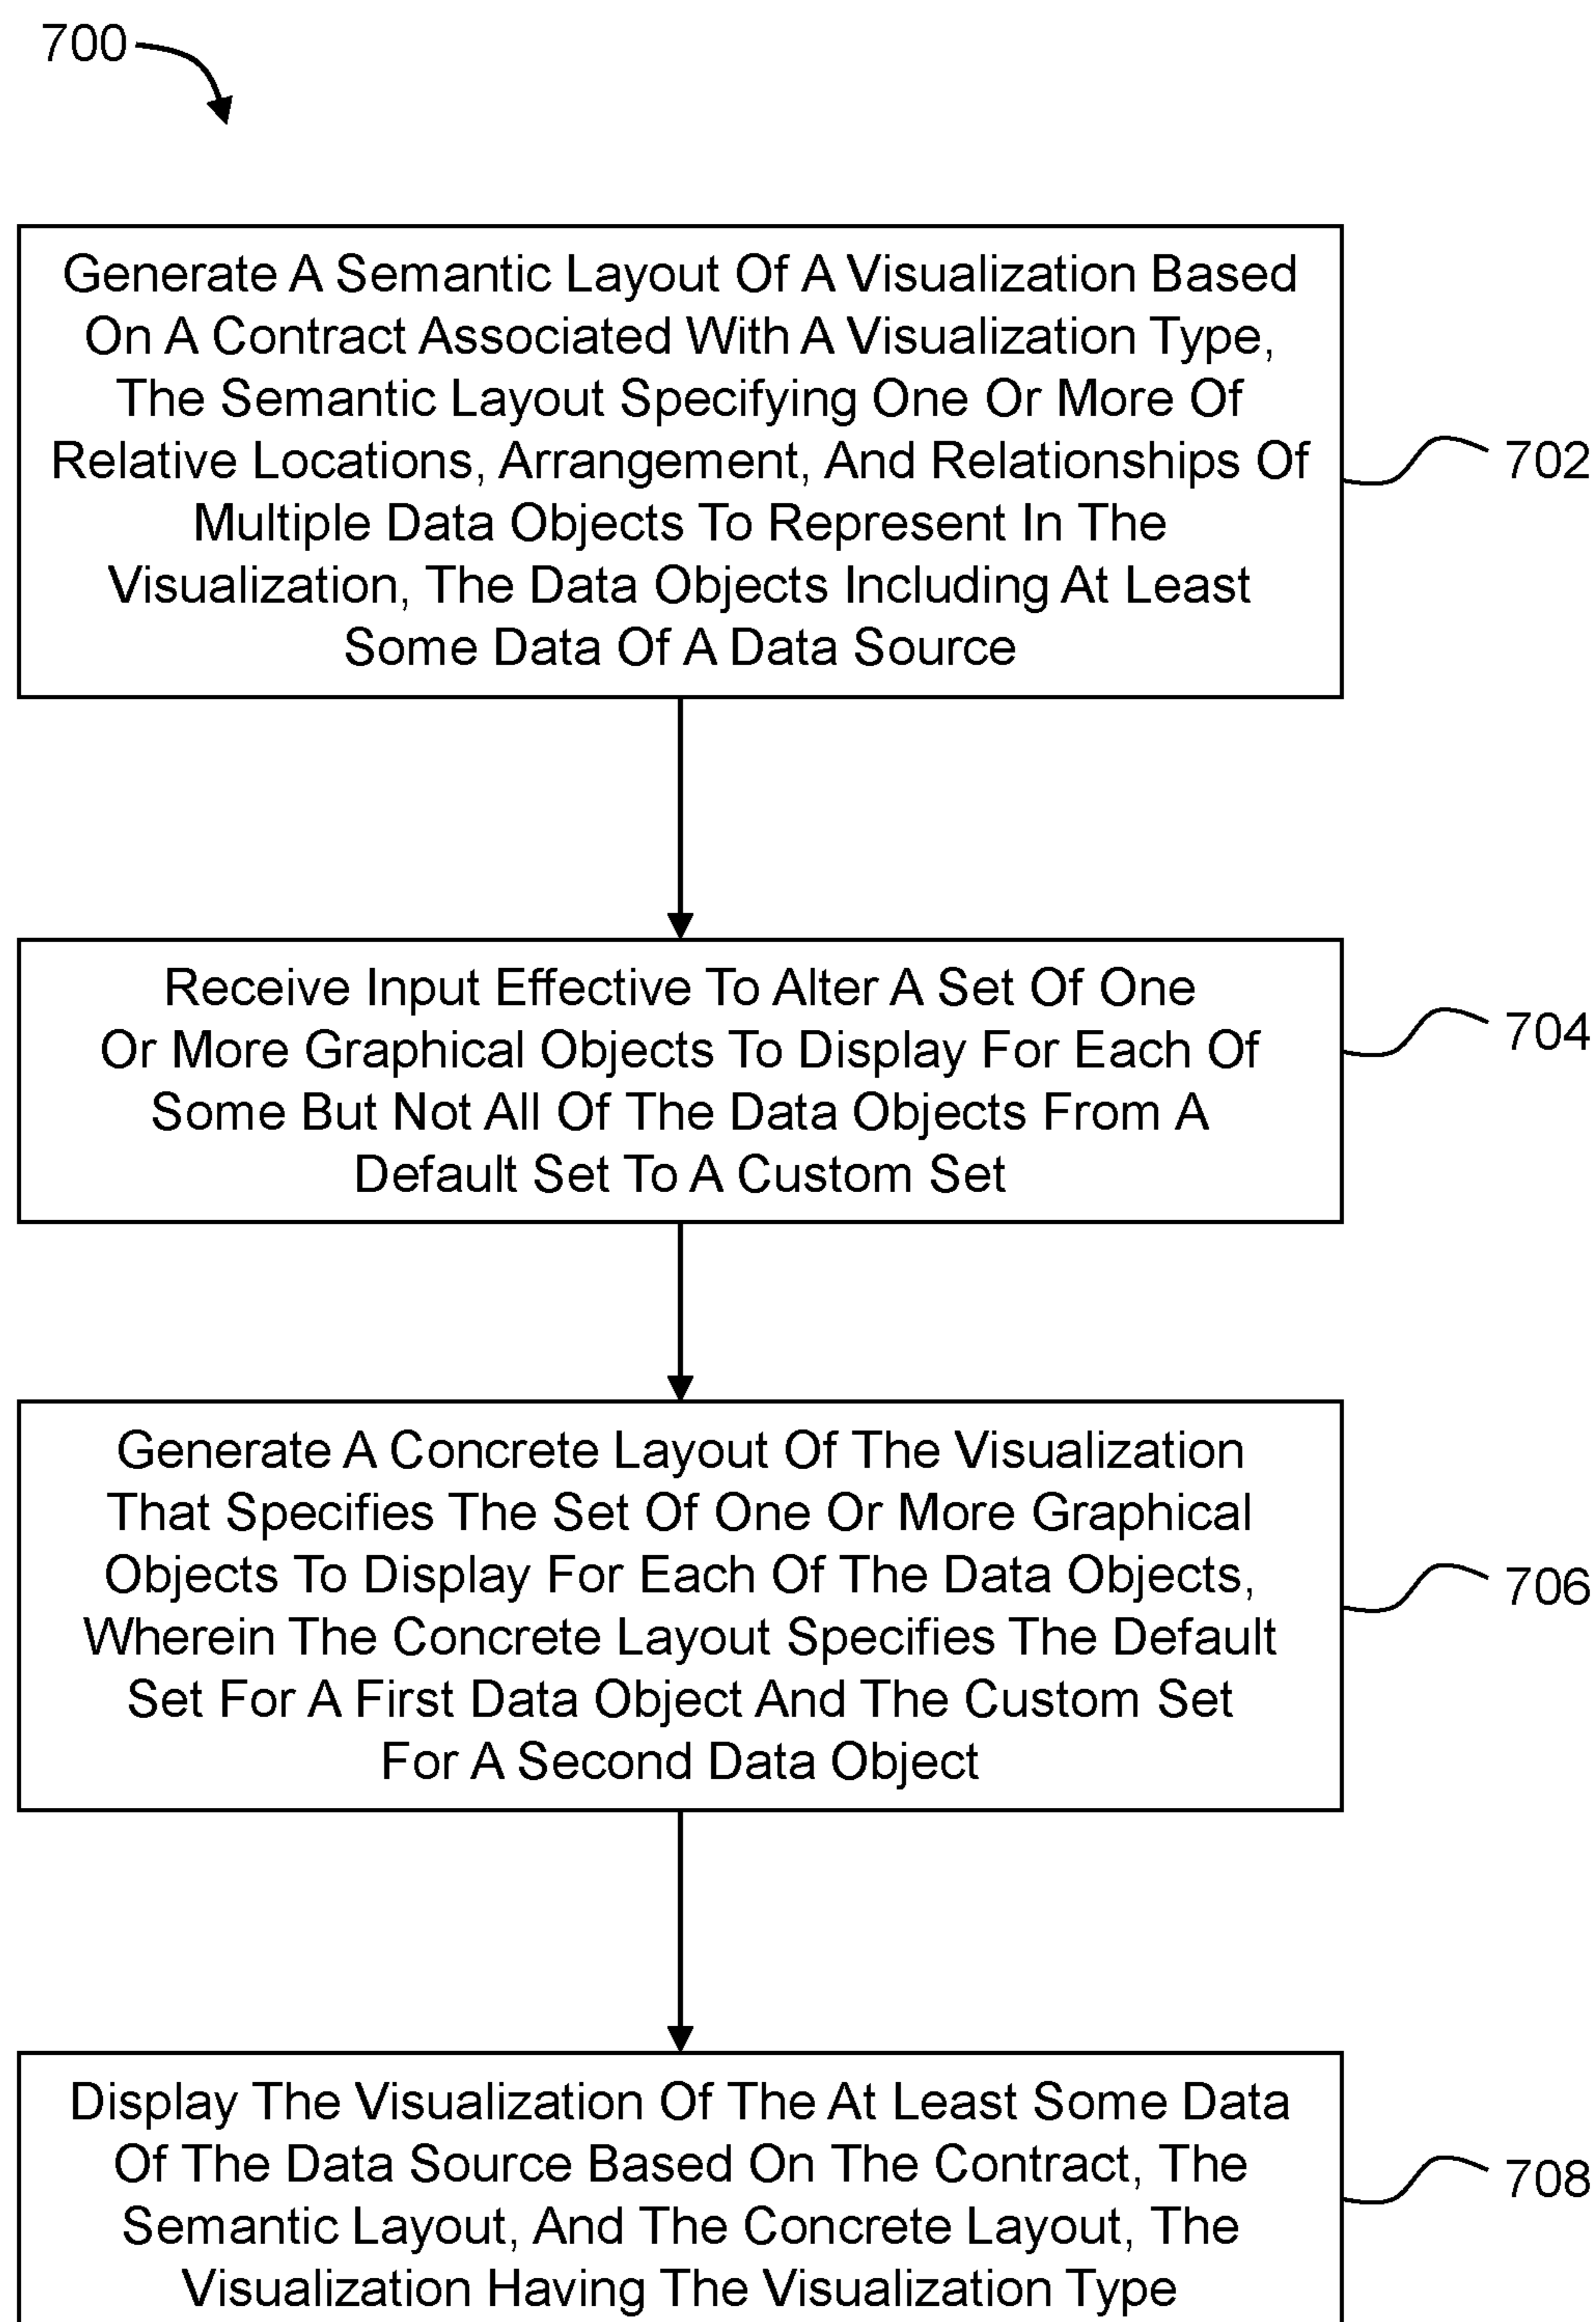 700
Generate A Semantic Layout Of A Visualization Based
On A Contract Associated With A Visualization Type,
The Semantic Layout Specifying One Or More Of
Relative Locations, Arrangement, And Relationships Of
Multiple Data Objects To Represent In The
Visualization, The Data Objects Including At Least
Some Data Of A Data Source
702
Receive Input Effective To Alter A Set Of One
Or More Graphical Objects To Display For Each Of
Some But Not All Of The Data Objects From A
Default Set To A Custom Set
704
Generate A Concrete Layout Of The Visualization
That Specifies The Set Of One Or More Graphical
Objects To Display For Each Of The Data Objects,
Wherein The Concrete Layout Specifies The Default
Set For A First Data Object And The Custom Set
For A Second Data Object
706
Display The Visualization Of The At Least Some Data
Of The Data Source Based On The Contract, The
Semantic Layout, And The Concrete Layout, The
Visualization Having The Visualization Type
708